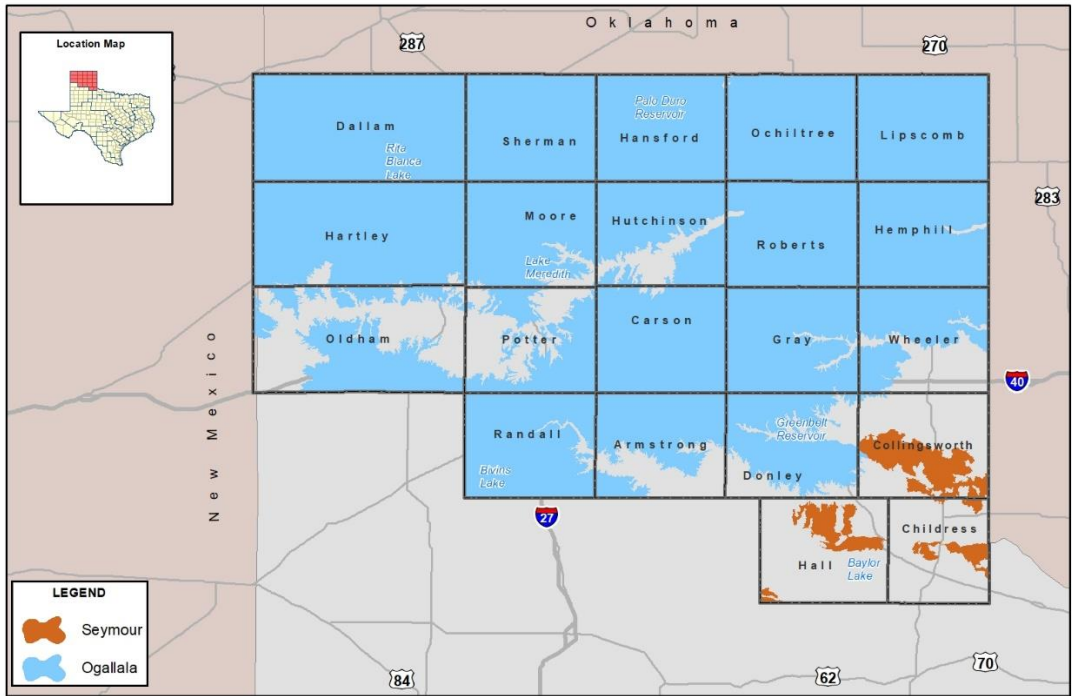 Oklahoma
Location Map
287
270
Palo Duro
Reservoir
Dallam
Sherman
Hansford
Ochiltree
Lipscomb
Rita
Blanca
Lake
283
Moore
Hutchinson
Hartley
Roberts
Hemphill
Lake
Meredith
New Mexico
Oldham
Potter
Carson
Gray
Wheeler
40
Randall
Armstrong
Greenbelt
Reservoir
Collingsworth
Bivins
Lake
Donley
27
Childress
Hall
Baylor
Lake
LEGEND
Seymour
Ogallala
84
62
70